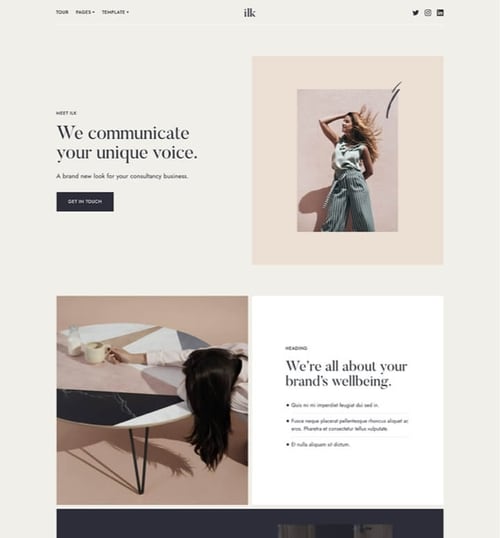 TOUR PAGES TEMPLATE
ilk
MEET ILK
We communicate
your unique voice.
A brand new look for your consultancy business.
GET IN TOUCH
HEADING
We're all about your
brand's wellbeing.
Quis mi mi imperdiet feugiat dui sed in.
Fusce neque placerat pellentesque rhoncus aliquet ac
eros. Pharetra et consectetur tellus vulputate.
Et nulla aliquam sit dictum.